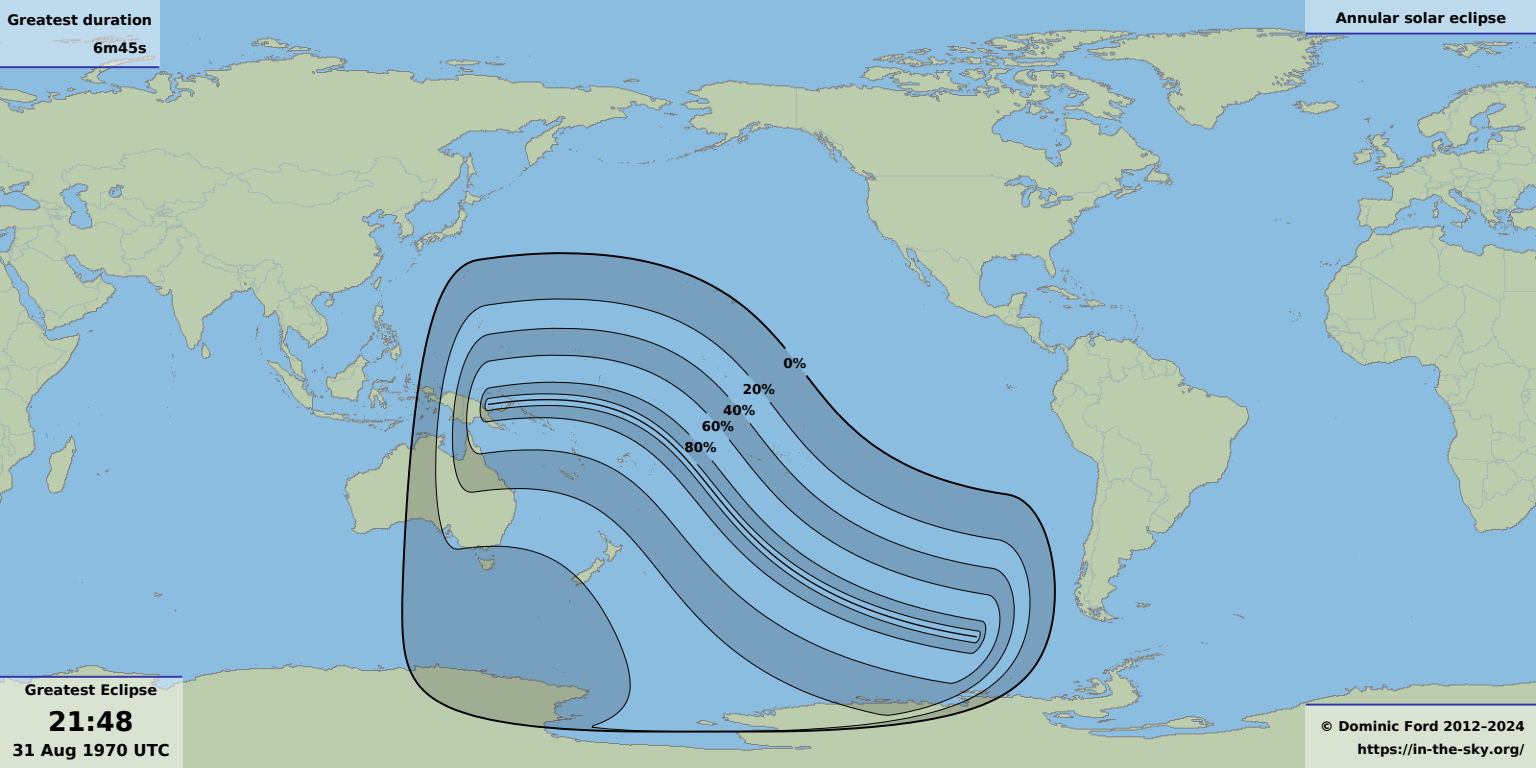 Greatest duration
6m45s
Annular solar eclipse
0%
20%
40%
60%
80%
Greatest Eclipse
21:48
31 Aug 1970 UTC
© Dominic Ford 2012–2024
https://in-the-sky.org/